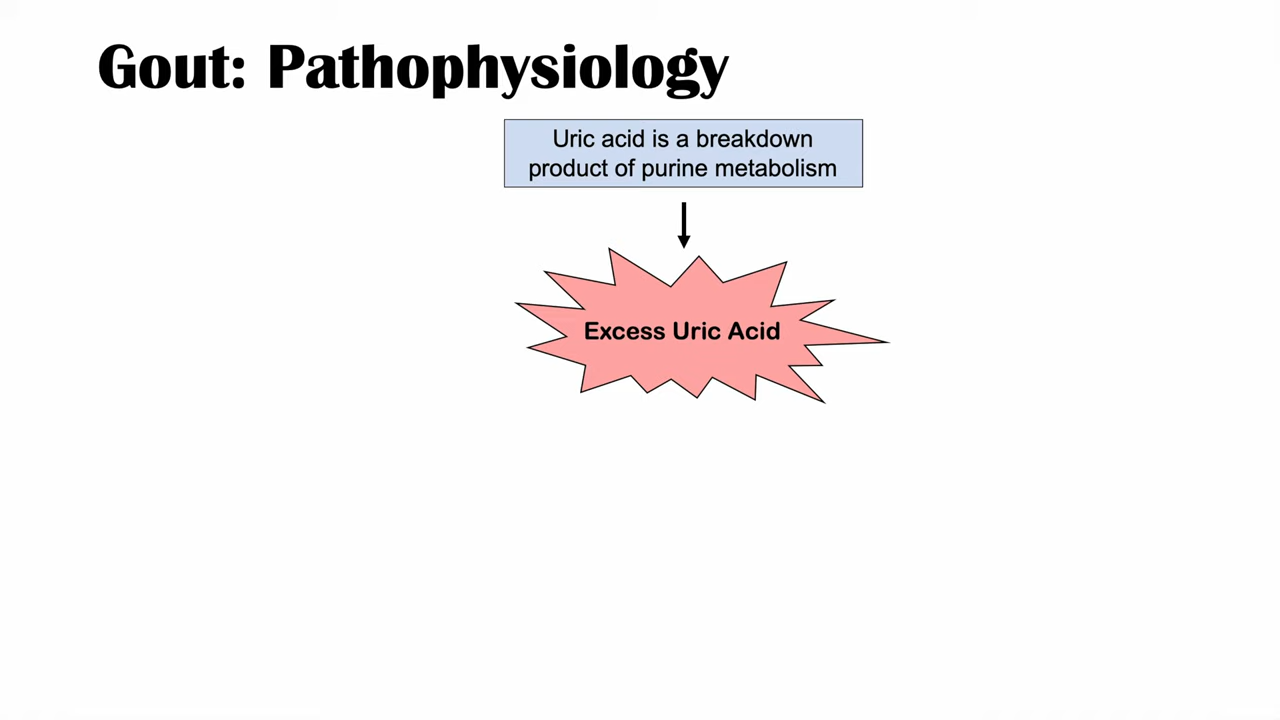 Gout: Pathophysiology
Uric acid is a breakdown
product of purine metabolism
Excess Uric Acid